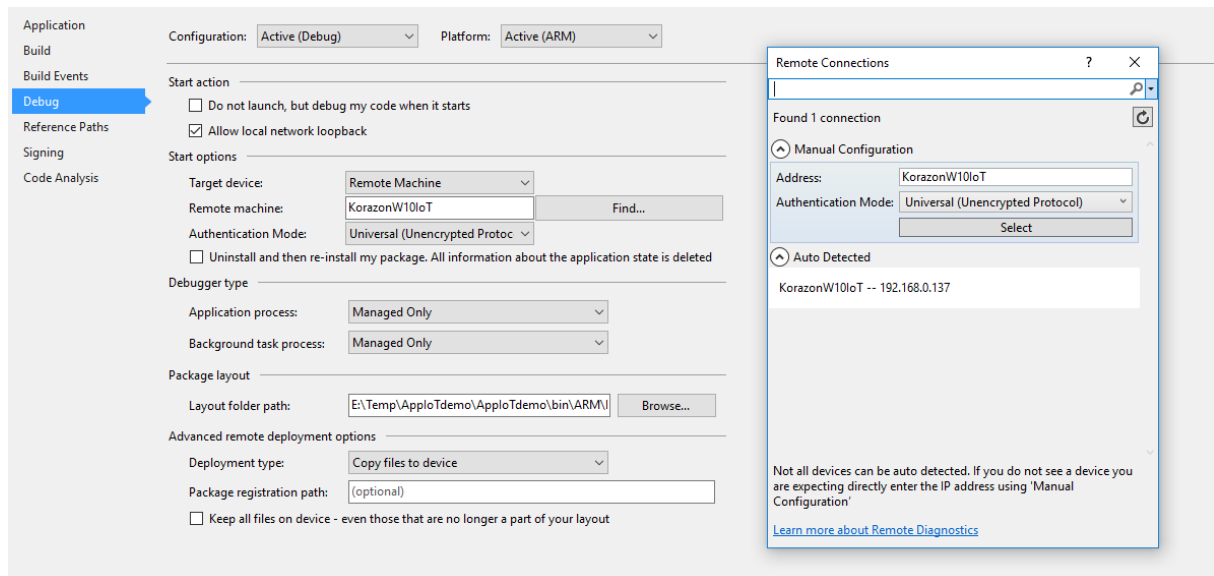 Application
Build
Build Events
Debug
Reference Paths
Signing
Code Analysis
Configuration: Active (Debug) Platform: Active (ARM)
Start action
Do not launch, but debug my code when it starts
Allow local network loopback
Start options
Target device: Remote Machine
Remote machine: KorazonW10IoT Find...
Authentication Mode: Universal (Unencrypted Protoc
Uninstall and then re-install my package. All information about the application state is deleted
Debugger type
Application process: Managed Only
Background task process: Managed Only
Package layout
Layout folder path: E:\Temp\AppIoTdemo\AppIoTdemo\bin\ARM\ Browse...
Advanced remote deployment options
Deployment type: Copy files to device
Package registration path: (optional)
Keep all files on device - even those that are no longer a part of your layout
Remote Connections ?
Found 1 connection
Manual Configuration
Address: KorazonW10IoT
Authentication Mode: Universal (Unencrypted Protocol)
Select
Auto Detected
KorazonW10IoT -- 192.168.0.137
Not all devices can be auto detected. If you do not see a device you
are expecting directly enter the IP address using 'Manual
Configuration'
Learn more about Remote Diagnostics